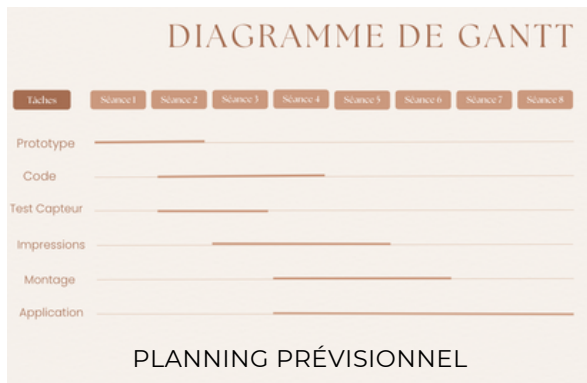 DIAGRAMME DE GANTT
Tâches Séance 1 Séance 2 Séance 3 Séance 4 Séance 5 Séance 6 Séance 7 Séance 8
Prototype
Code
Test Capteur
Impressions
Montage
Application
PLANNING PRÉVISIONNEL